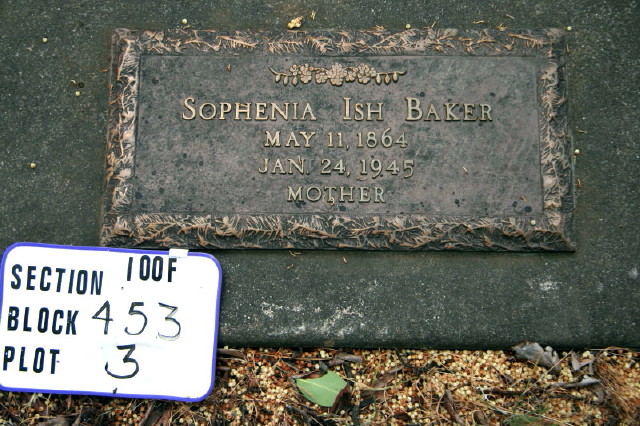 SOPHENIA ISH BAKER
MAY 11, 1864
JAN. 24, 1945
MOTHER
SECTION 100F
BLOCK 453
PLOT 3